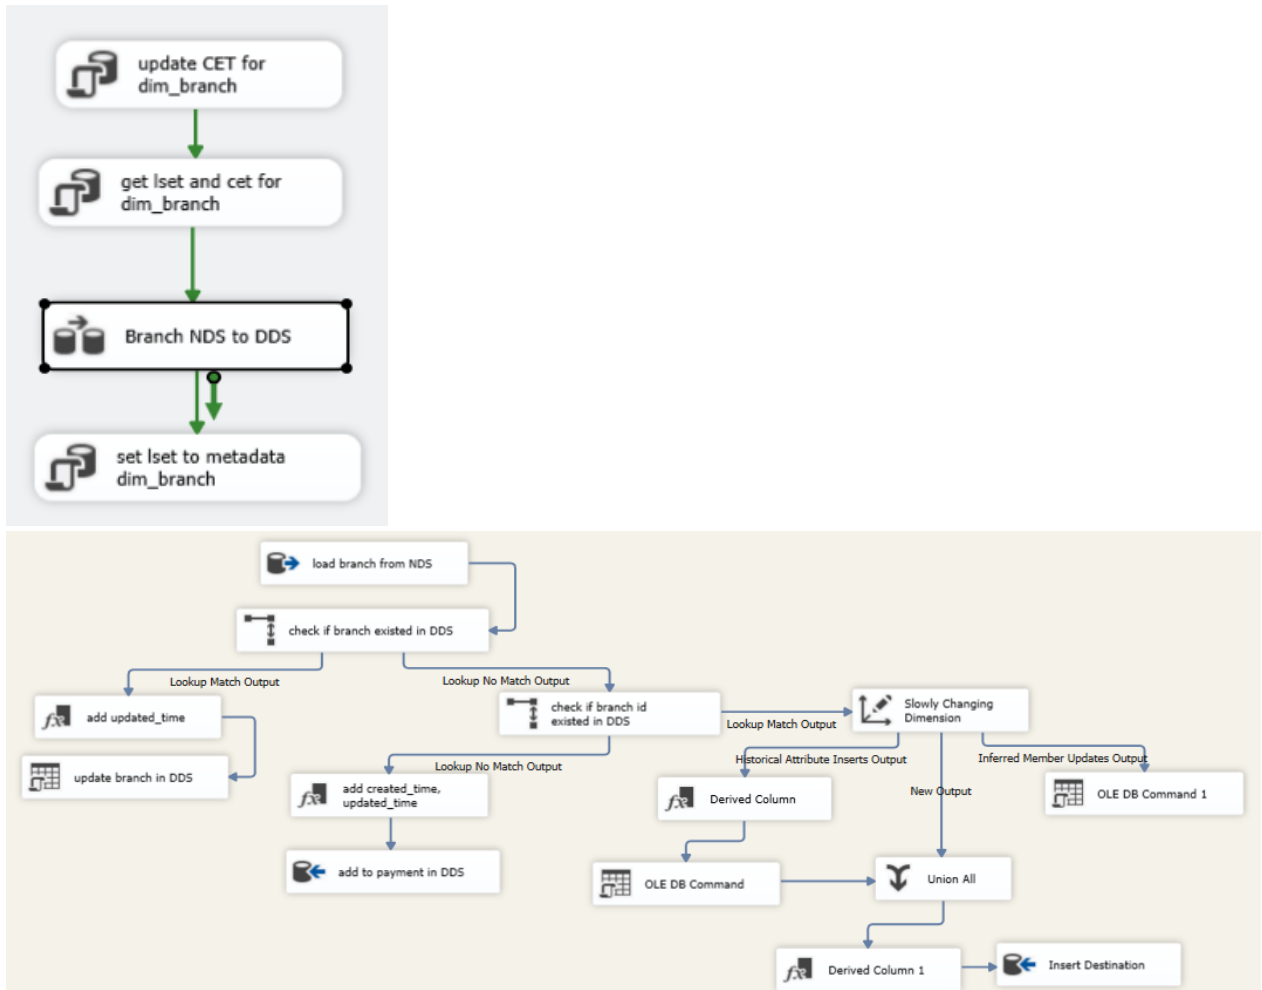 update CET for
dim_branch
get lset and cet for
dim_branch
Branch NDS to DDS
set lset to metadata
dim_branch
load branch from NDS
check if branch existed in DDS
Lookup Match Output
Lookup No Match Output
add updated_time
check if branch id
existed in DDS
Lookup Match Output
Slowly Changing
Dimension
update branch in DDS
Lookup No Match Output
Historical Attribute Inserts Output
Inferred Member Updates Output
add created_time,
updated_time
Derived Column
New Output
OLE DB Command 1
add to payment in DDS
OLE DB Command
Union All
Derived Column 1
Insert Destination